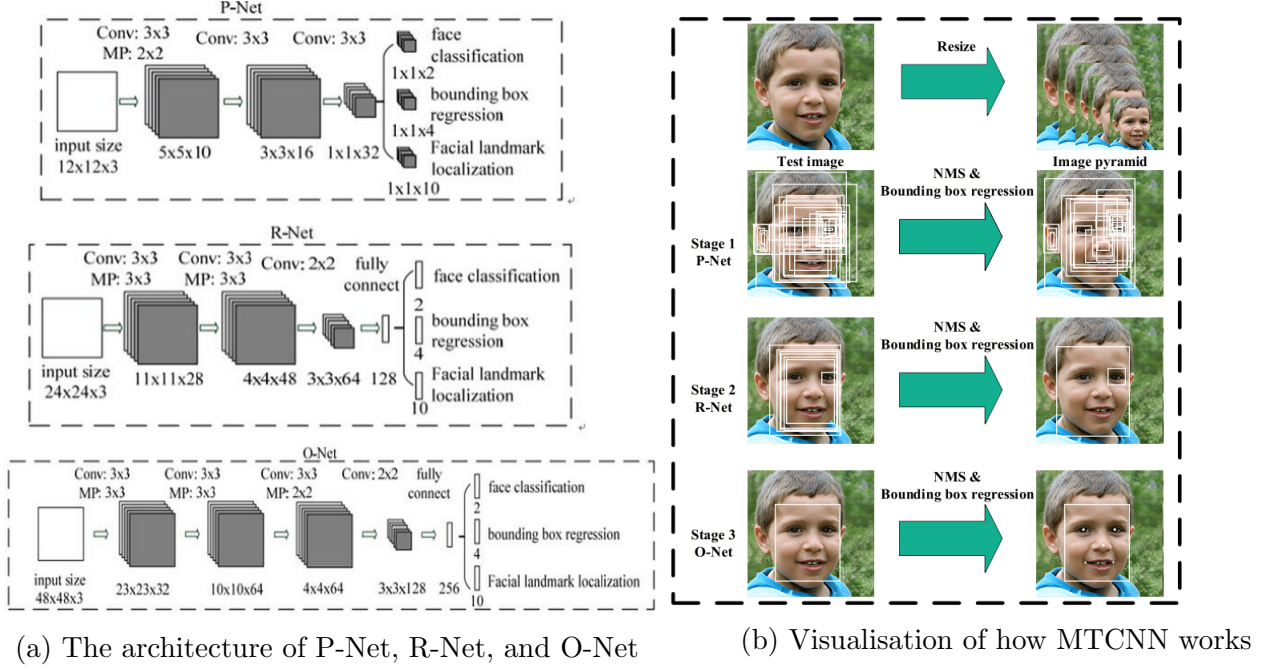 P-Net
Conv: 3x3
MP: 2x2
Conv: 3x3
Conv: 3x3
face
classification
1x1x2
bounding box
regression
1x1x4
Facial landmark
localization
1x1x10
input size
12x12x3
5x5x10
3x3x16
1x1x32
R-Net
Conv: 3x3
MP: 3x3
Conv: 3x3
MP: 3x3
Conv: 2x2
fully
connect
face classification
2
bounding box
regression
4
Facial landmark
localization
10
input size
24x24x3
11x11x28
4x4x48
3x3x64
128
O-Net
Conv: 3x3
MP: 3x3
Conv: 3x3
MP: 3x3
Conv: 3x3
MP: 2x2
Conv: 2x2
fully
connect
face classification
2
bounding box regression
4
Facial landmark localization
10
input size
48x48x3
23x23x32
10x10x64
4x4x64
3x3x128
256
(a) The architecture of P-Net, R-Net, and O-Net
Resize
Test image
Image pyramid
Stage 1
P-Net
NMS &
Bounding box regression
Stage 2
R-Net
NMS &
Bounding box regression
Stage 3
O-Net
NMS &
Bounding box regression
(b) Visualisation of how MTCNN works